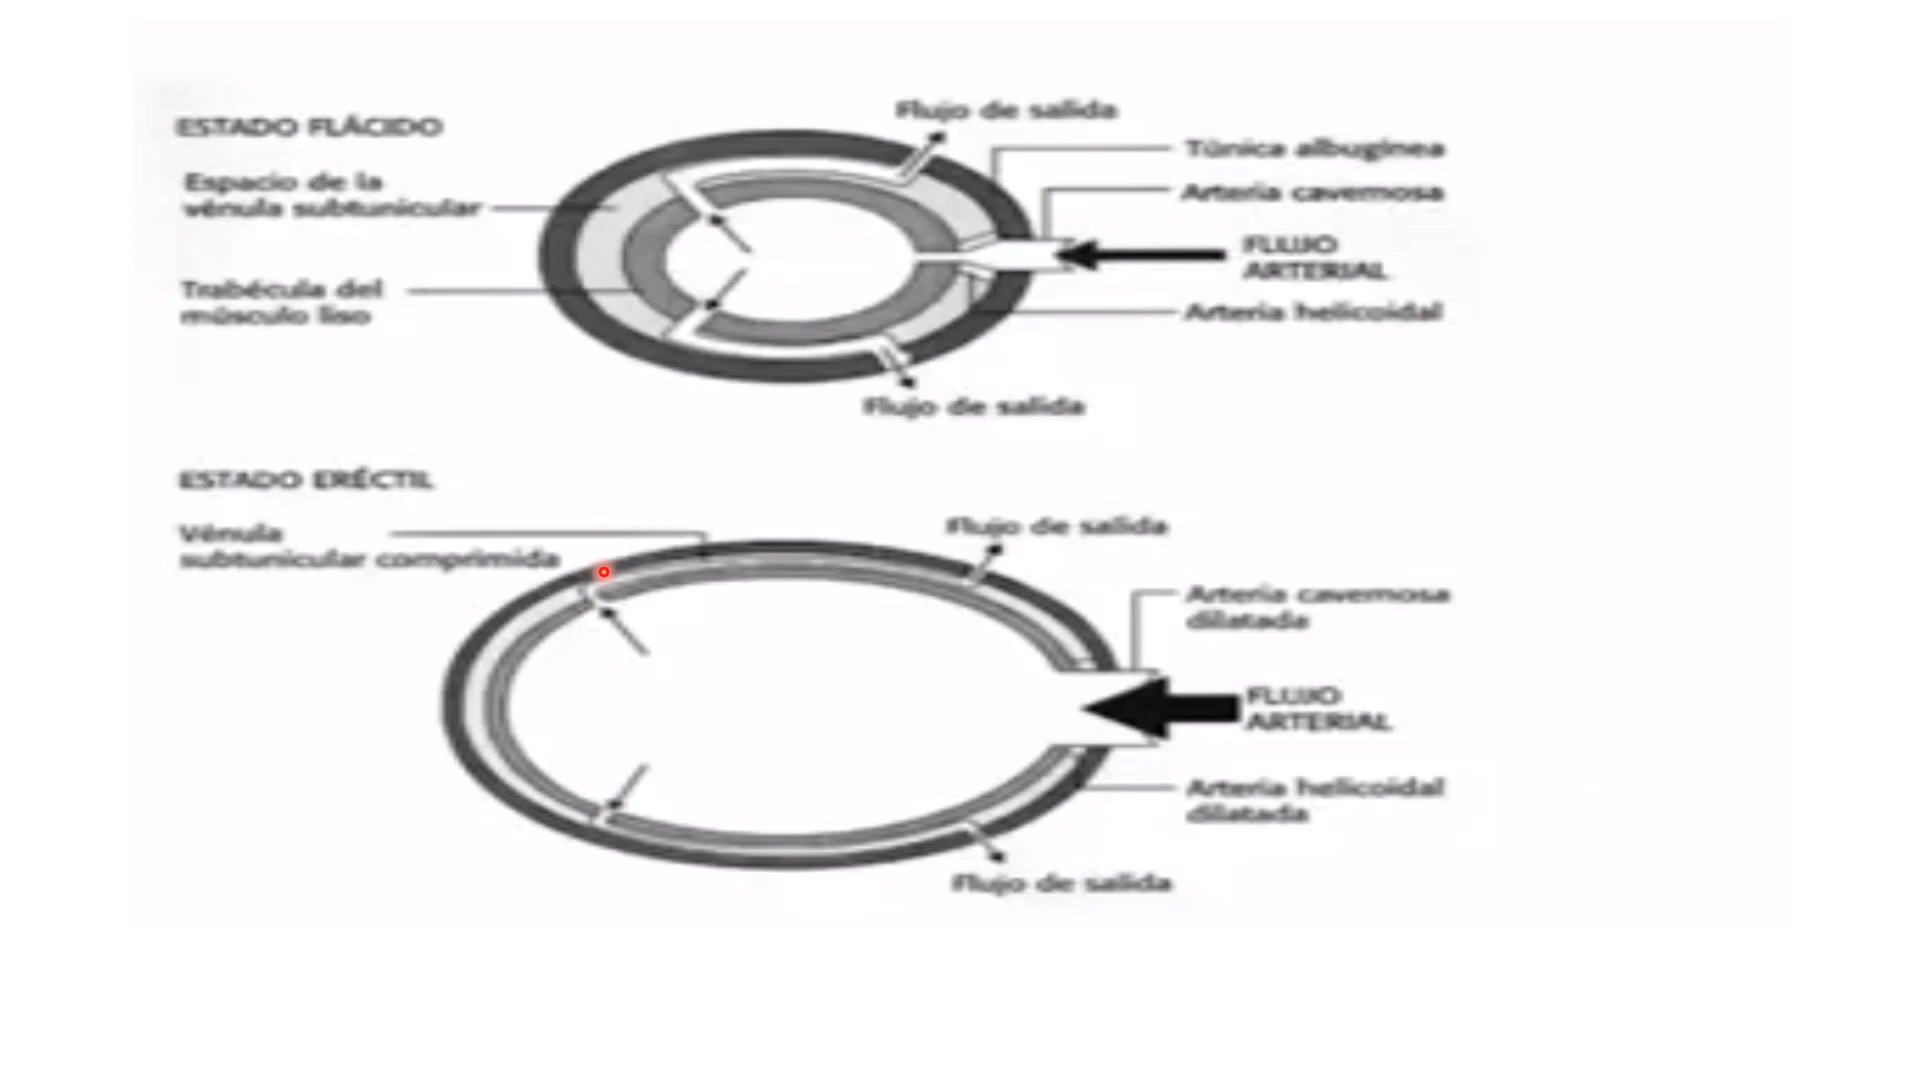 ESTADO FLÁCIDO
Flujo de salida
Túnica albugínea
Espacio de la
vénula subtunicular
Arteria cavernosa
FLUJO
ARTERIAL
Trabécula del
músculo liso
Arteria helicoidal
Flujo de salida
ESTADO ERÉCTIL
Flujo de salida
Vénula
subtunicular comprimida
Arteria cavernosa
dilatada
FLUJO
ARTERIAL
Arteria helicoidal
dilatada
Flujo de salida